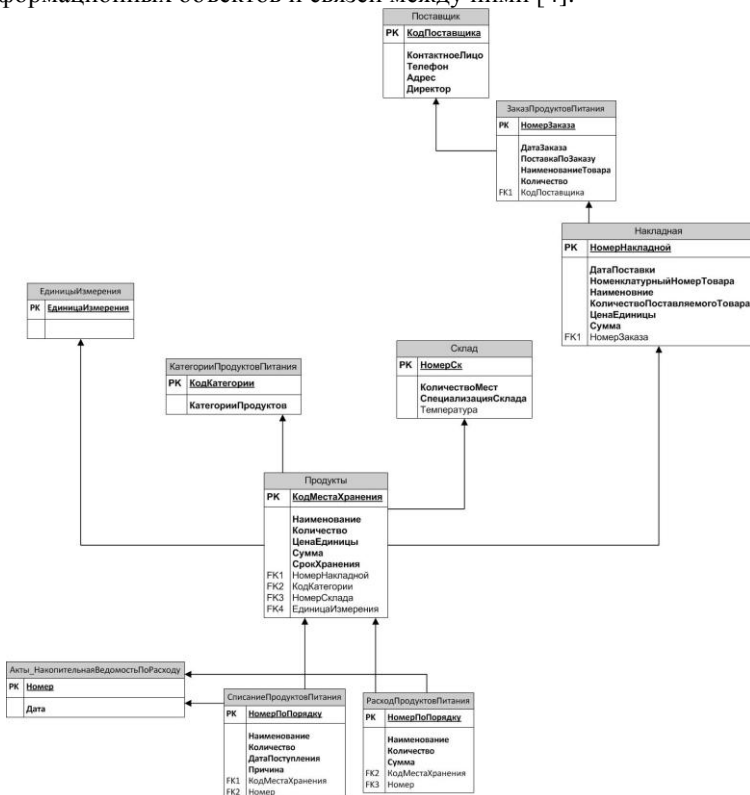 формационных объектов и связей между ними [4].
Поставщик
PK КодПоставщика
КонтактноеЛицо
Телефон
Адрес
Директор
ЗаказПродуктовПитания
PK НомерЗаказа
ДатаЗаказа
ПоставкаПоЗаказу
НаименованиеТовара
Количество
FK1 КодПоставщика
Накладная
PK НомерНакладной
ДатаПоставки
НоменклатурныйНомерТовара
Наименовние
КоличествоПоставляемогоТовара
ЦенаЕдиницы
Сумма
FK1 НомерЗаказа
ЕдиницыИзмерения
PK ЕдиницаИзмерения
КатегорииПродуктовПитания
PK КодКатегории
КатегорииПродуктов
Склад
PK НомерСк
КоличествоМест
СпециализацияСклада
Температура
Продукты
PK КодМестаХранения
Наименование
Количество
ЦенаЕдиницы
Сумма
СрокХранения
FK1 НомерНакладной
FK2 КодКатегории
FK3 НомерСклада
FK4 ЕдиницаИзмерения
Акты_НакопительнаяВедомостьПоРасходу
PK Номер
Дата
СписаниеПродуктовПитания
PK НомерПоПорядку
Наименование
Количество
ДатаПоступления
Причина
FK1 КодМестаХранения
FK2 Номер
РасходПродуктовПитания
PK НомерПоПорядку
Наименование
Количество
Сумма
FK2 КодМестаХранения
FK3 Номер